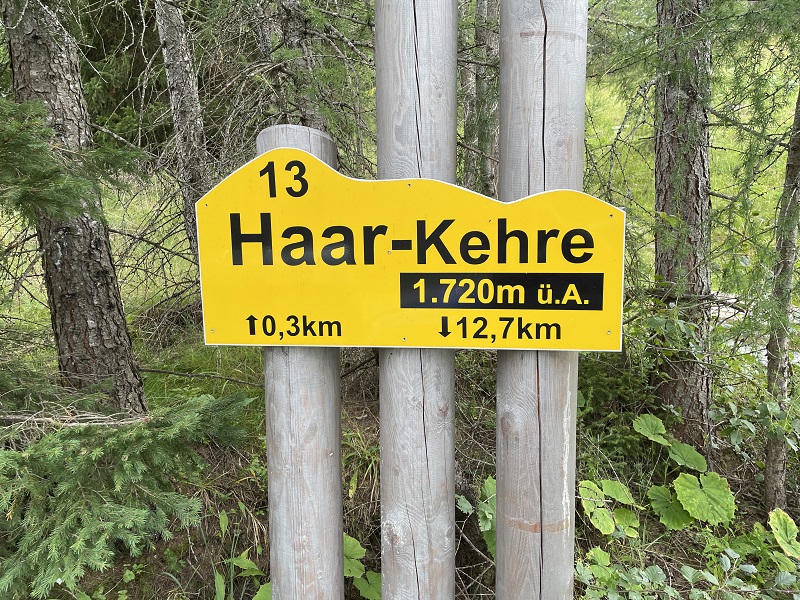 13
Haar-Kehre
1.720m ü.A.
⬆0,3km ⬇12,7km